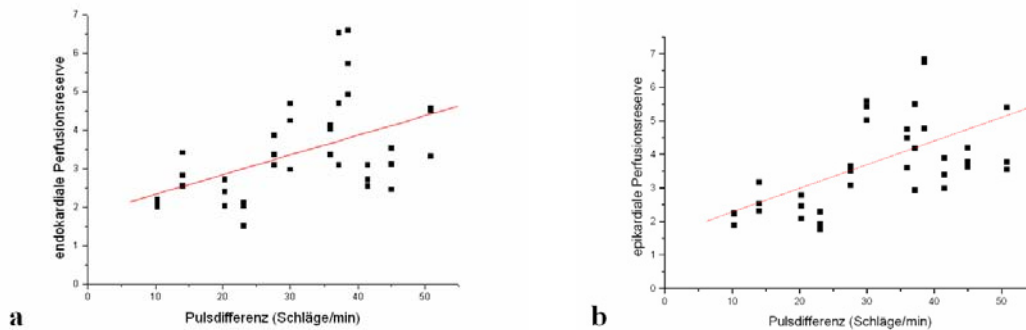 endokardiale Perfusionsreserve
7
6
5
4
3
2
1
0
0 10 20 30 40 50
Pulsdifferenz (Schläge/min)
a
epikardiale Perfusionsreserve
7
6
5
4
3
2
1
0
0 10 20 30 40 50
Pulsdifferenz (Schläge/min)
b